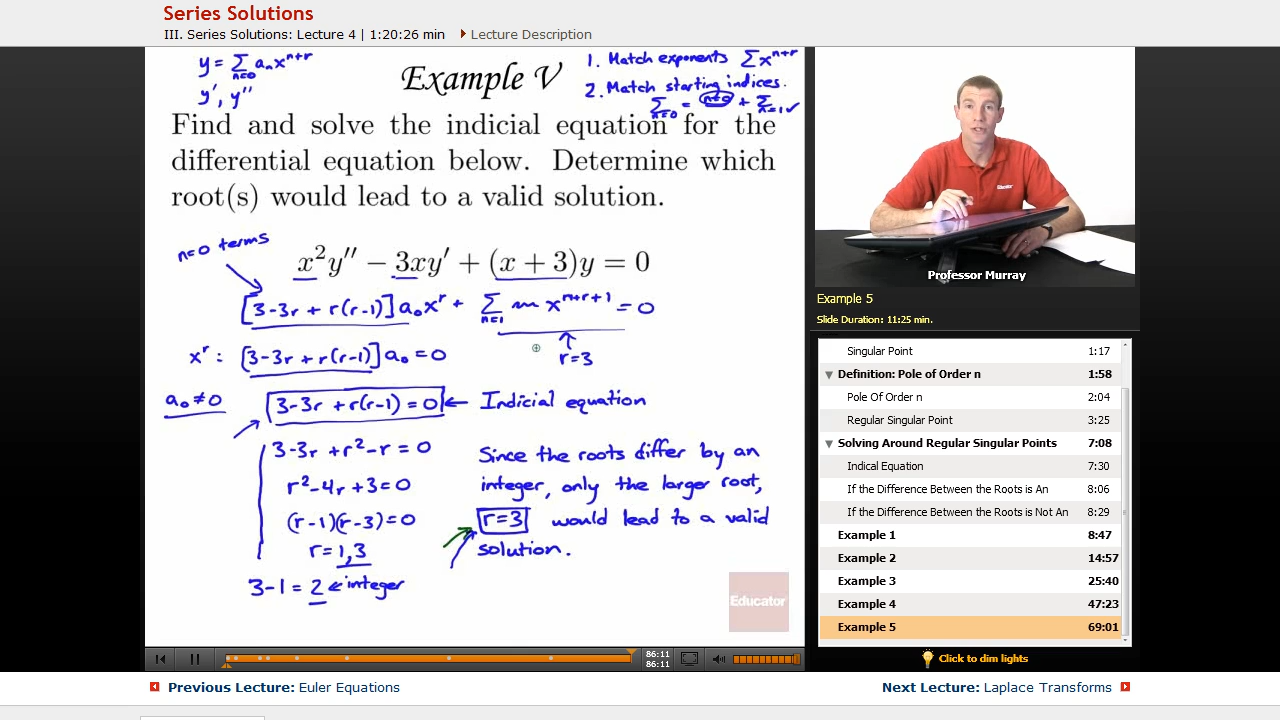 Series Solutions
III. Series Solutions: Lecture 4 | 1:20:26 min
Lecture Description
y = Σ n=0 aₙxⁿ⁺ʳ
y', y''
Example V
1. Match exponents Σxⁿ⁺ʳ
2. Match starting indices.
Σ n=0 = n=0 + Σ n=1 ✓
Find and solve the indicial equation for the
differential equation below. Determine which
root(s) would lead to a valid solution.
n=0 terms
x²y'' − 3xy' + (x + 3)y = 0
[3-3r + r(r-1)] a₀xʳ + Σ n=1 xⁿ⁺ʳ⁺¹ = 0
xʳ: [3-3r + r(r-1)] a₀ = 0
r=3
a₀ ≠ 0
3-3r + r(r-1) = 0 ← Indicial equation
3-3r + r² - r = 0
r² - 4r + 3 = 0
(r-1)(r-3) = 0
r = 1, 3
3-1 = 2 ← integer
Since the roots differ by an
integer, only the larger root,
r=3 would lead to a valid
solution.
Educator
Educator
Professor Murray
Example 5
Slide Duration: 11:25 min.
Singular Point 1:17
Definition: Pole of Order n 1:58
Pole Of Order n 2:04
Regular Singular Point 3:25
Solving Around Regular Singular Points 7:08
Indical Equation 7:30
If the Difference Between the Roots is An 8:06
If the Difference Between the Roots is Not An 8:29
Example 1 8:47
Example 2 14:57
Example 3 25:40
Example 4 47:23
Example 5 69:01
86:11
86:11
Click to dim lights
Previous Lecture: Euler Equations
Next Lecture: Laplace Transforms